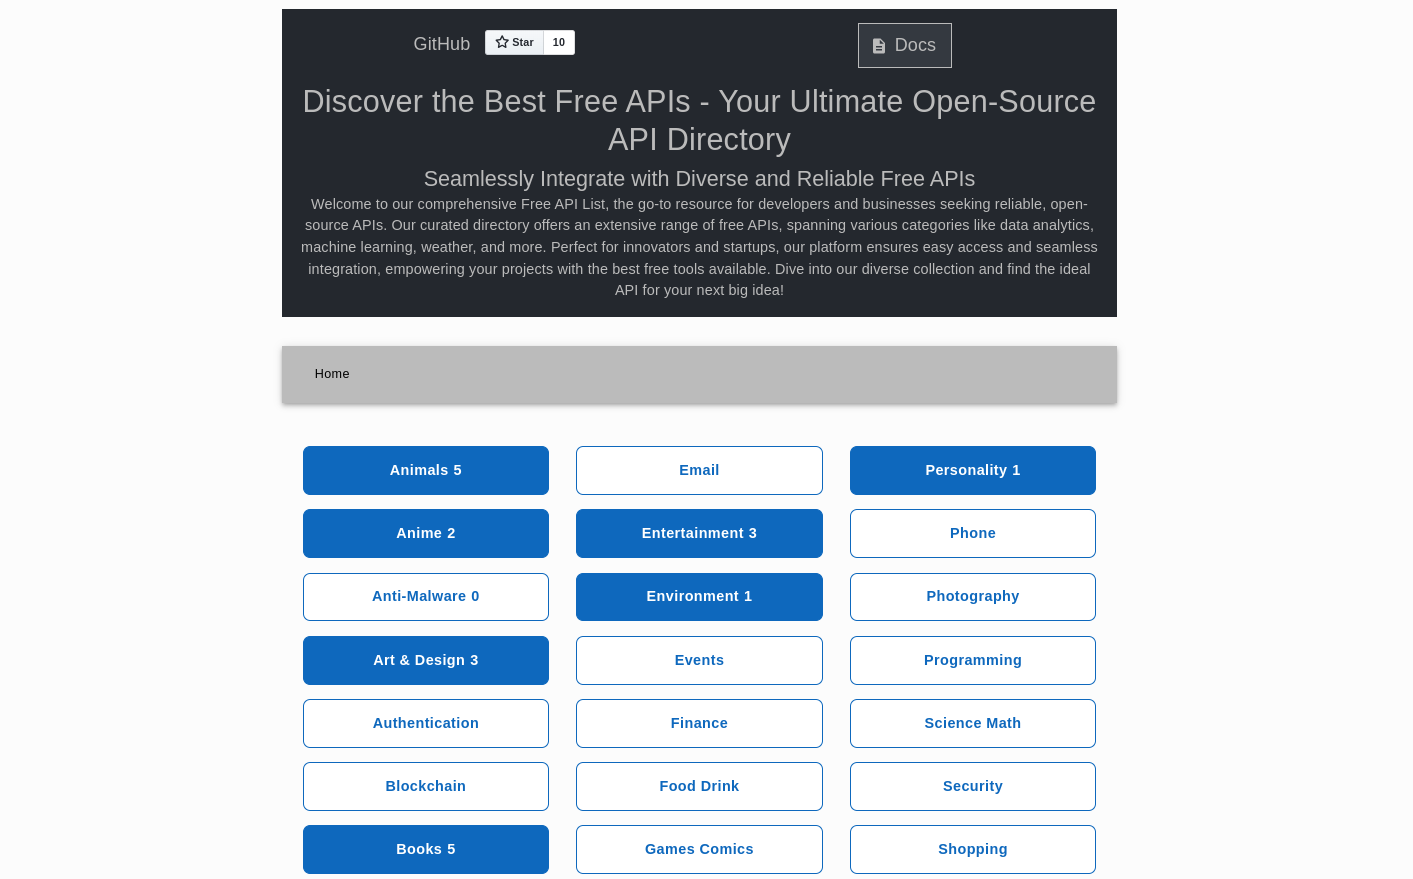 GitHub Star 10 Docs
Discover the Best Free APIs - Your Ultimate Open-Source
API Directory
Seamlessly Integrate with Diverse and Reliable Free APIs
Welcome to our comprehensive Free API List, the go-to resource for developers and businesses seeking reliable, open-
source APIs. Our curated directory offers an extensive range of free APIs, spanning various categories like data analytics,
machine learning, weather, and more. Perfect for innovators and startups, our platform ensures easy access and seamless
integration, empowering your projects with the best free tools available. Dive into our diverse collection and find the ideal
API for your next big idea!
Home
Animals 5 Email Personality 1
Anime 2 Entertainment 3 Phone
Anti-Malware 0 Environment 1 Photography
Art & Design 3 Events Programming
Authentication Finance Science Math
Blockchain Food Drink Security
Books 5 Games Comics Shopping